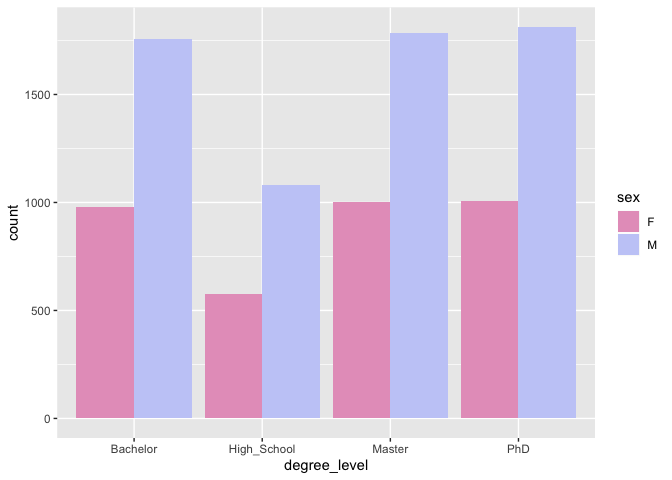 1500
1000
500
0
count
Bachelor High_School Master PhD
degree_level
sex
F
M